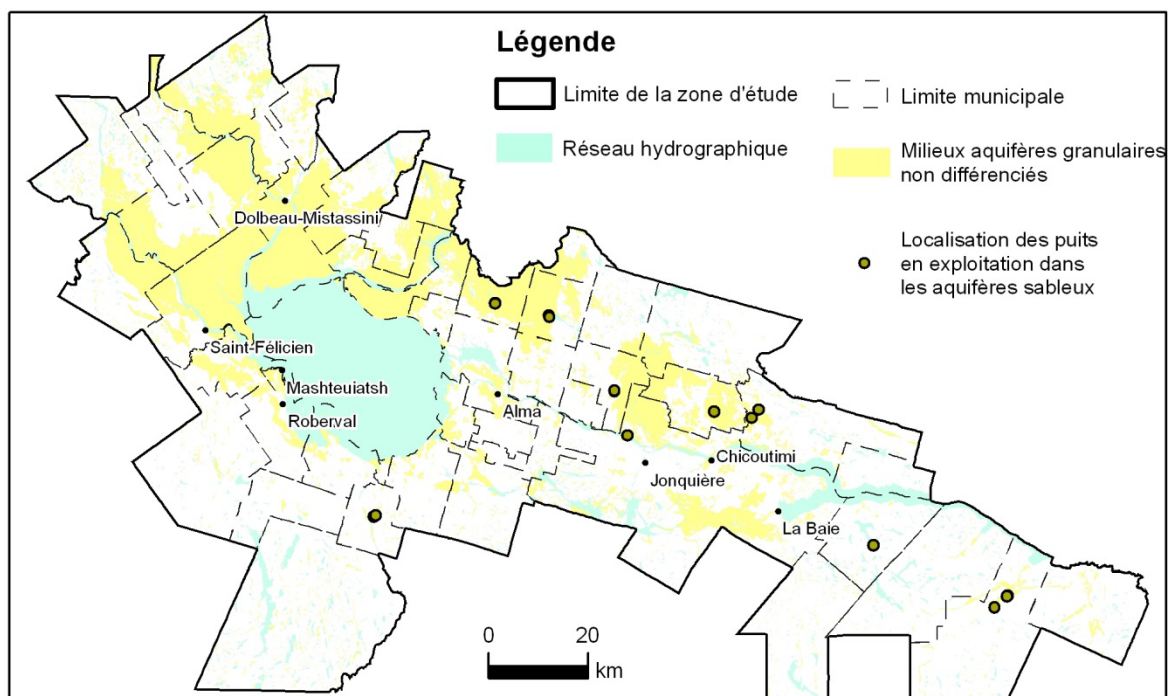 Légende
Limite de la zone d'étude
Limite municipale
Réseau hydrographique
Milieux aquifères granulaires
non différenciés
Localisation des puits
en exploitation dans
les aquifères sableux
Dolbeau-Mistassini
Saint-Félicien
Mashteuiatsh
Roberval
Alma
Chicoutimi
Jonquière
La Baie
0 20
km